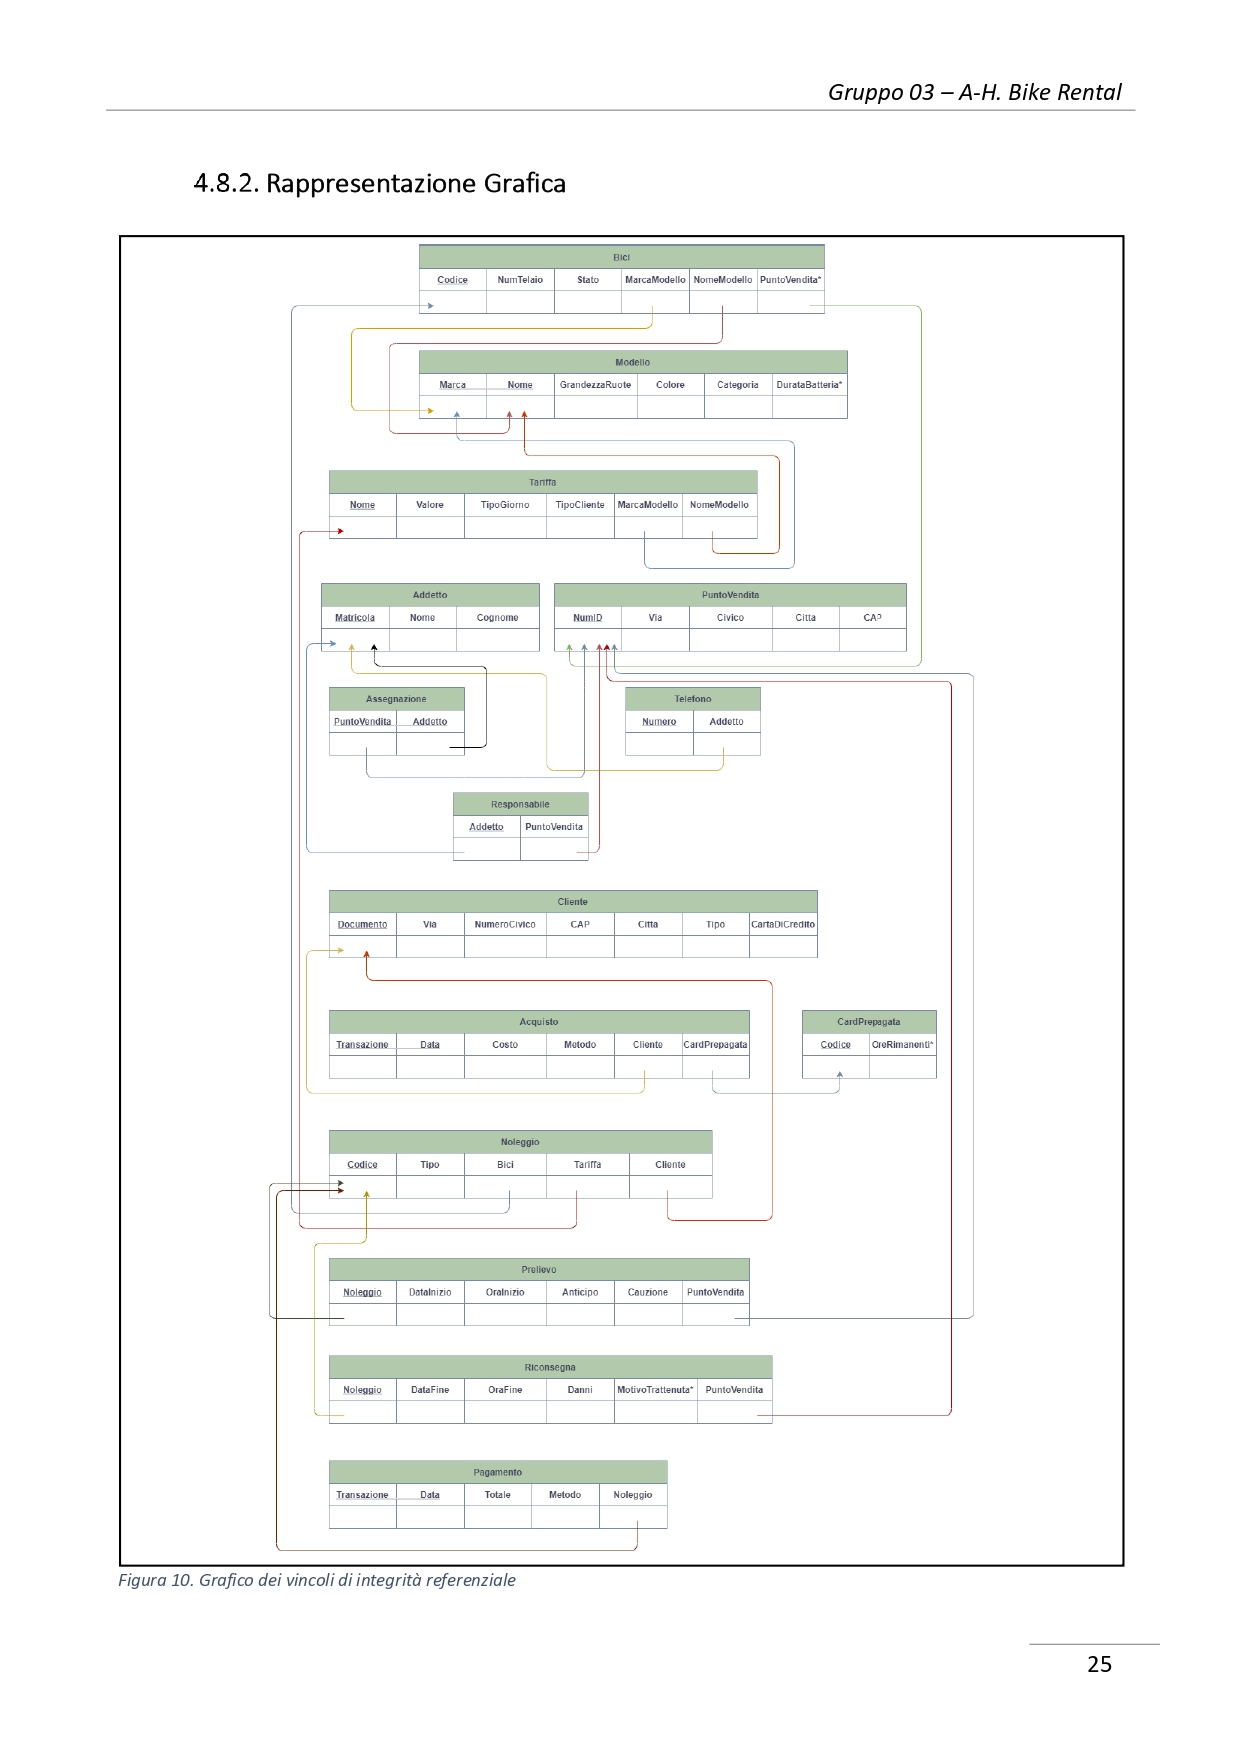 Gruppo 03 – A-H. Bike Rental
4.8.2. Rappresentazione Grafica
Bici
Codice NumTelaio Stato MarcaModello NomeModello PuntoVendita*
Modello
Marca Nome GrandezzaRuote Colore Categoria DurataBatteria*
Tariffa
Nome Valore TipoGiorno TipoCliente MarcaModello NomeModello
Addetto
Matricola Nome Cognome
PuntoVendita
NumID Via Civico Citta CAP
Assegnazione
PuntoVendita Addetto
Telefono
Numero Addetto
Responsabile
Addetto PuntoVendita
Cliente
Documento Via NumeroCivico CAP Citta Tipo CartaDiCredito
Acquisto
Transazione Data Costo Metodo Cliente CardPrepagata
CardPrepagata
Codice OreRimanenti*
Noleggio
Codice Tipo Bici Tariffa Cliente
Prelievo
Noleggio DataInizio OraInizio Anticipo Cauzione PuntoVendita
Riconsegna
Noleggio DataFine OraFine Danni MotivoTrattenuta* PuntoVendita
Pagamento
Transazione Data Totale Metodo Noleggio
Figura 10. Grafico dei vincoli di integrità referenziale
25